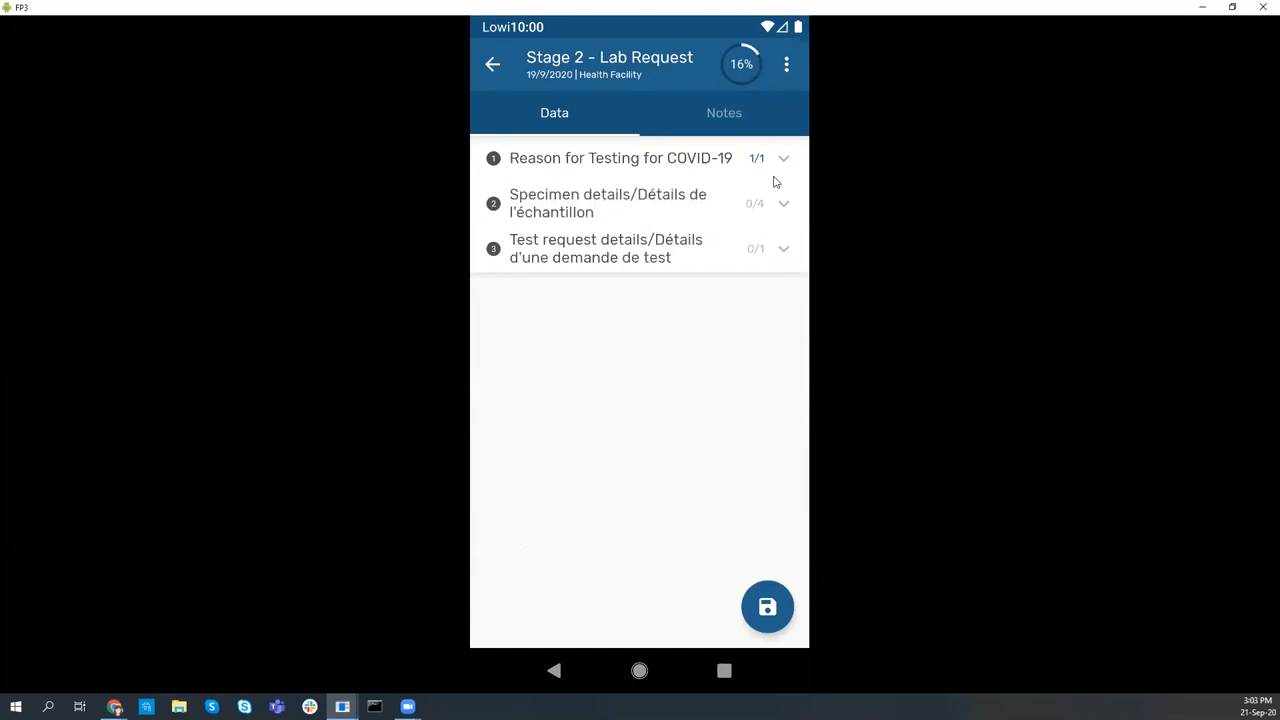 FP3
Lowi10:00
Stage 2 - Lab Request
19/9/2020 | Health Facility
16%
Data
Notes
1 Reason for Testing for COVID-19 1/1
2 Specimen details/Détails de
l'échantillon
0/4
3 Test request details/Détails
d'une demande de test
0/1
3:03 PM
21-Sep-20